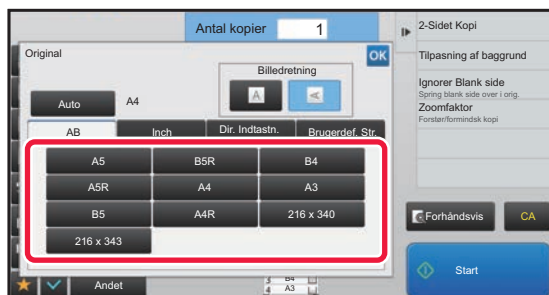 Antal kopier 1
Original
OK
Billedretning
A A
Auto A4
AB Inch Dir. Indtastn. Brugerdef. Str.
A5 B5R B4
A5R A4 A3
B5 A4R 216 x 340
216 x 343
Andet
3 B4
4 A3
2-Sidet Kopi
Tilpasning af baggrund
Ignorer Blank side
Spring blank side over i orig.
Zoomfaktor
Forstør/formindsk kopi
Forhåndsvis CA
Start